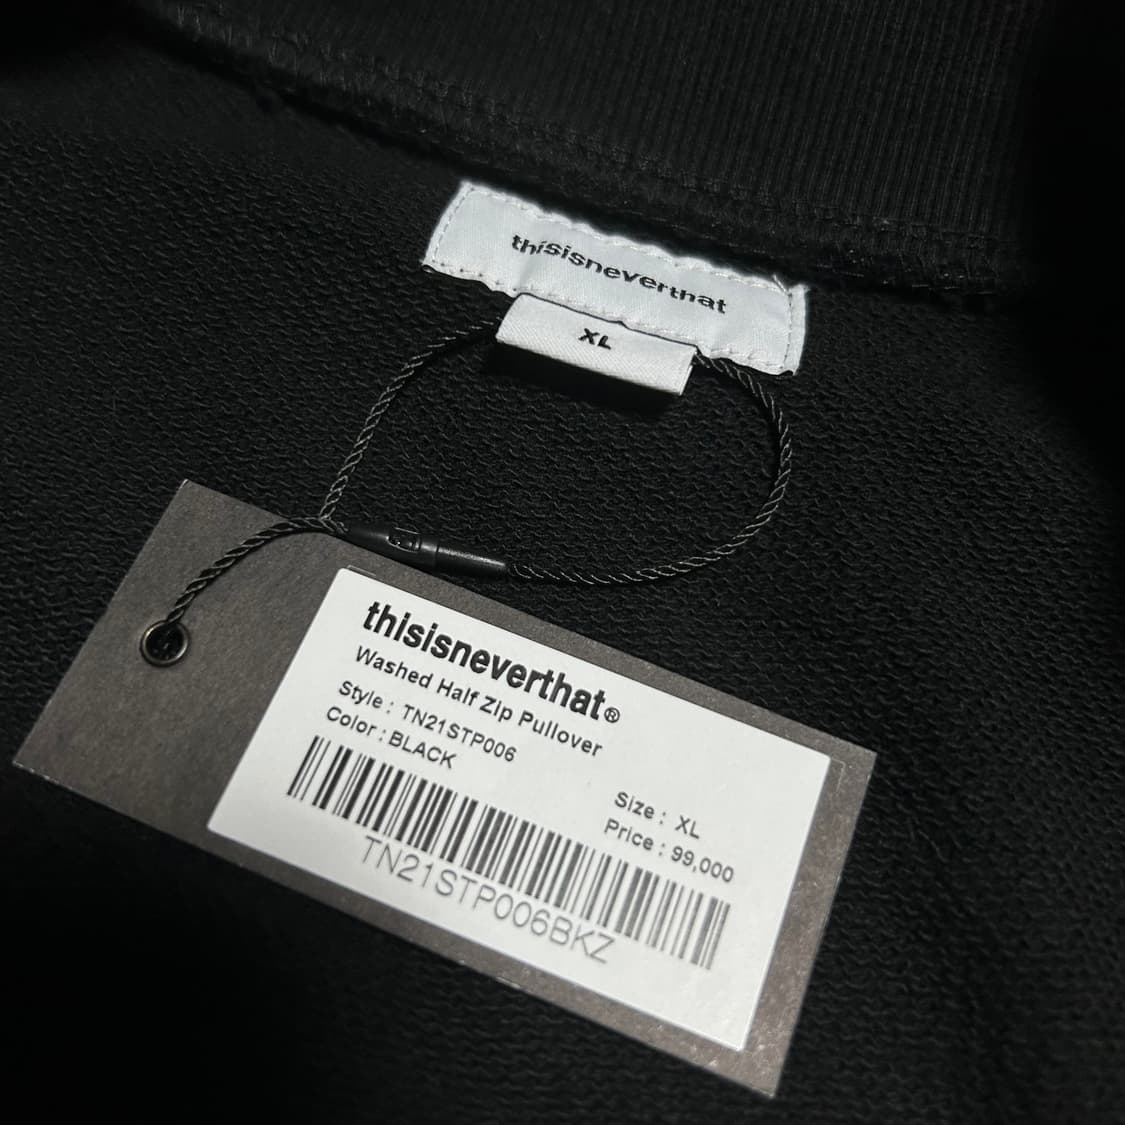 thisisneverthat
XL
thisisneverthat®
Washed Half Zip Pullover
Style : TN21STP006
Color : BLACK
Size : XL
Price : 99,000
TN21STP006BKZ